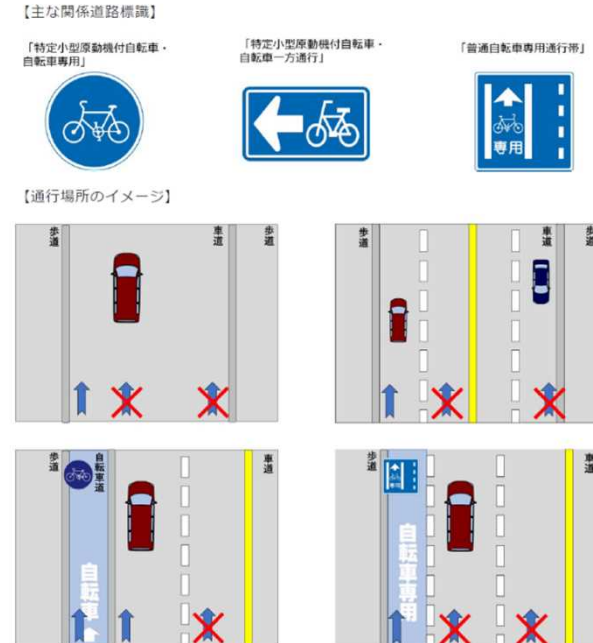 【主な関係道路標識】
「特定小型原動機付自転車・
自転車専用」
「特定小型原動機付自転車・
自転車一方通行」
「普通自転車専用通行帯」
専用
【通行場所のイメージ】
歩道
車道
歩道
歩道
車道
歩道
歩道
自転車道
車道
自転車
歩道
専用
車道
自転車専用